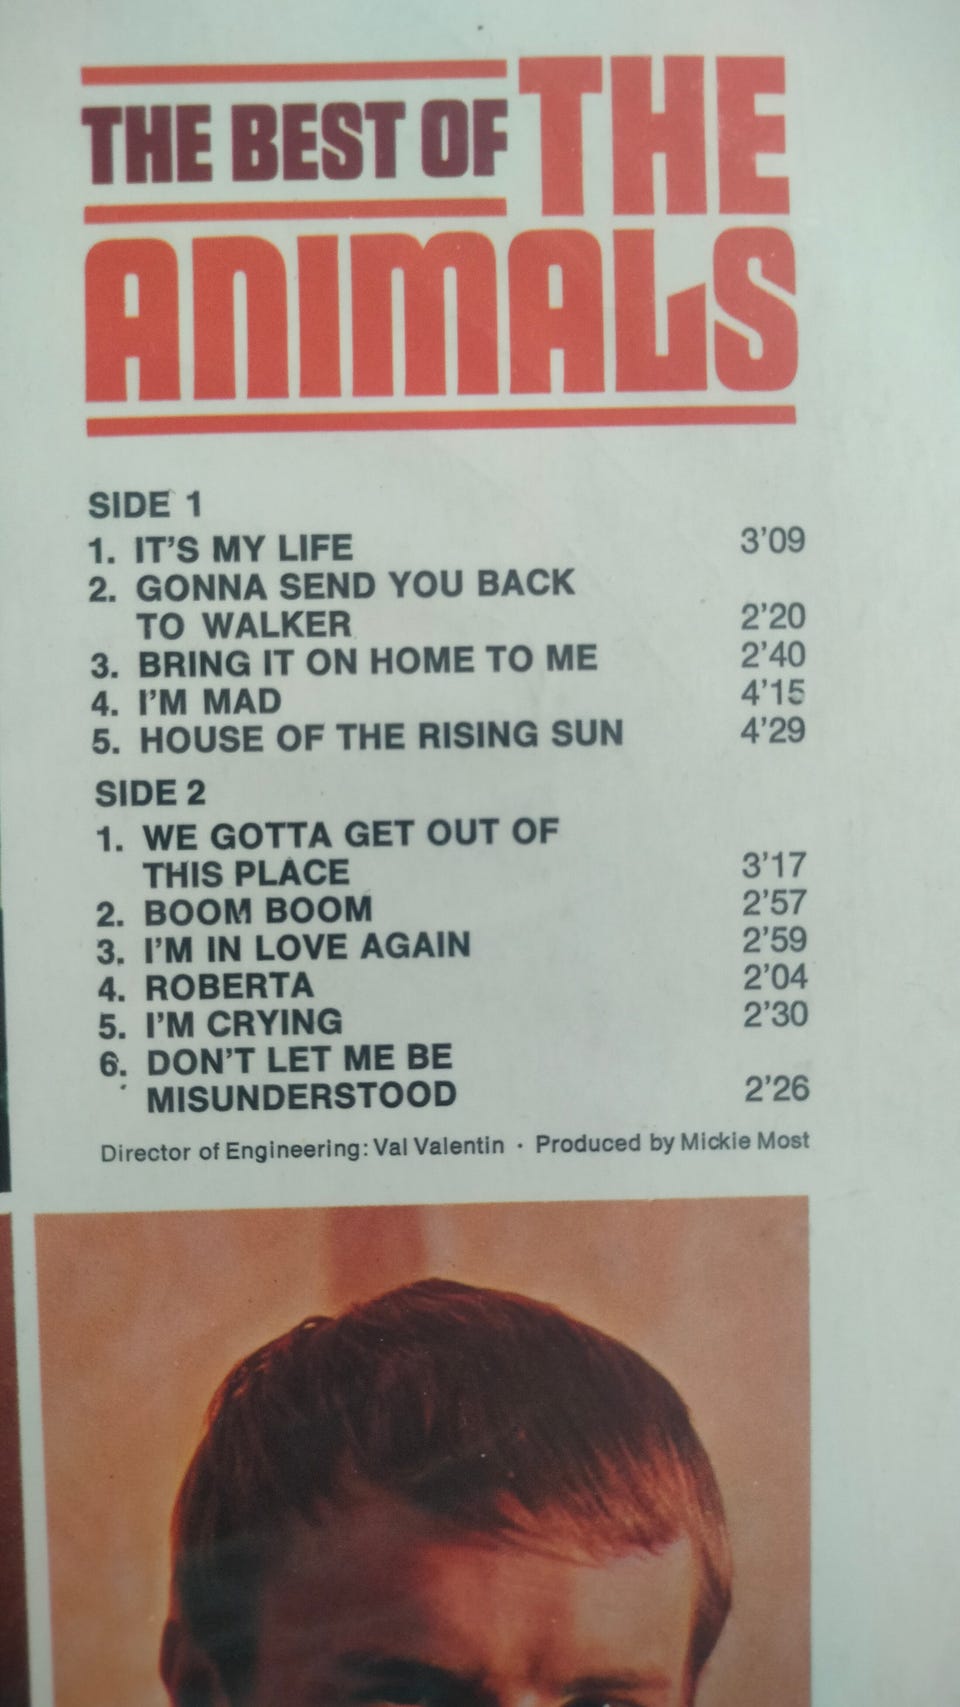 THE BEST OF THE
ANIMALS
SIDE 1
1. IT'S MY LIFE 3'09
2. GONNA SEND YOU BACK
TO WALKER 2'20
3. BRING IT ON HOME TO ME 2'40
4. I'M MAD 4'15
5. HOUSE OF THE RISING SUN 4'29
SIDE 2
1. WE GOTTA GET OUT OF
THIS PLACE 3'17
2. BOOM BOOM 2'57
3. I'M IN LOVE AGAIN 2'59
4. ROBERTA 2'04
5. I'M CRYING 2'30
6. DON'T LET ME BE
MISUNDERSTOOD 2'26
Director of Engineering: Val Valentin · Produced by Mickie Most